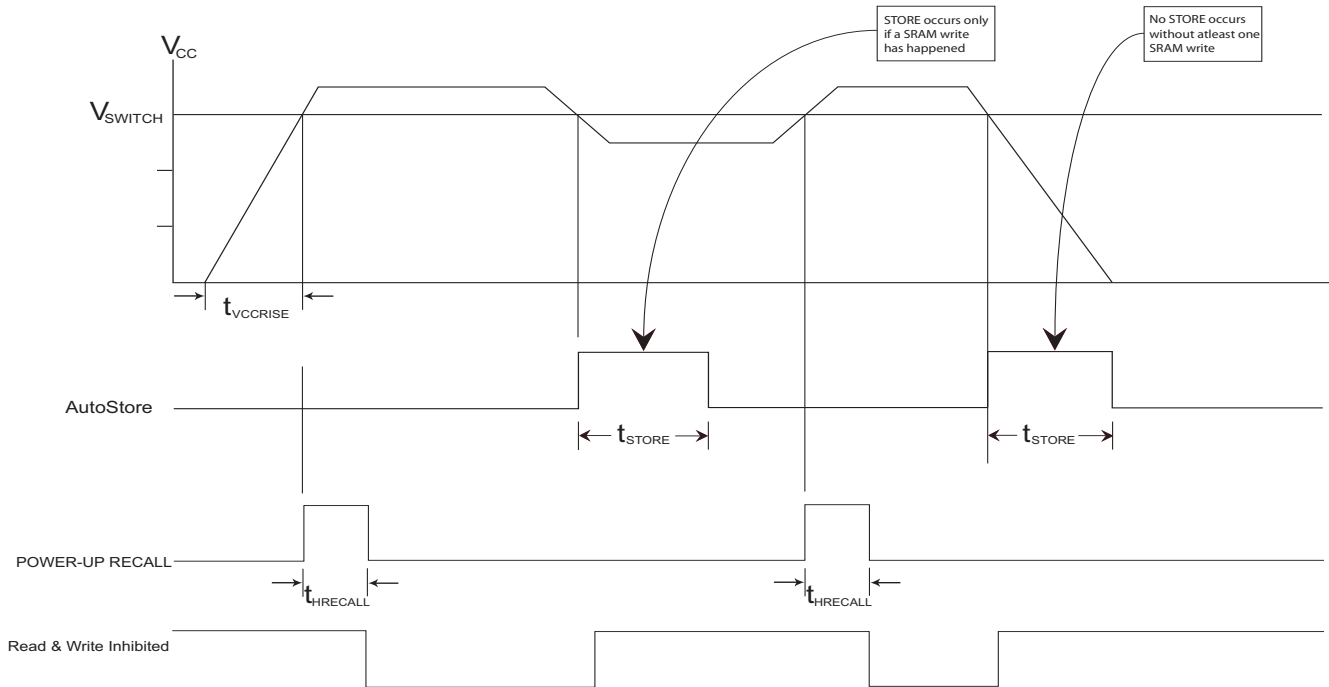 STORE occurs only
if a SRAM write
has happened
No STORE occurs
without atleast one
SRAM write
VCC
VSWITCH
tVCCRISE
AutoStore
tSTORE
tSTORE
POWER-UP RECALL
tHRECALL
tHRECALL
Read & Write Inhibited